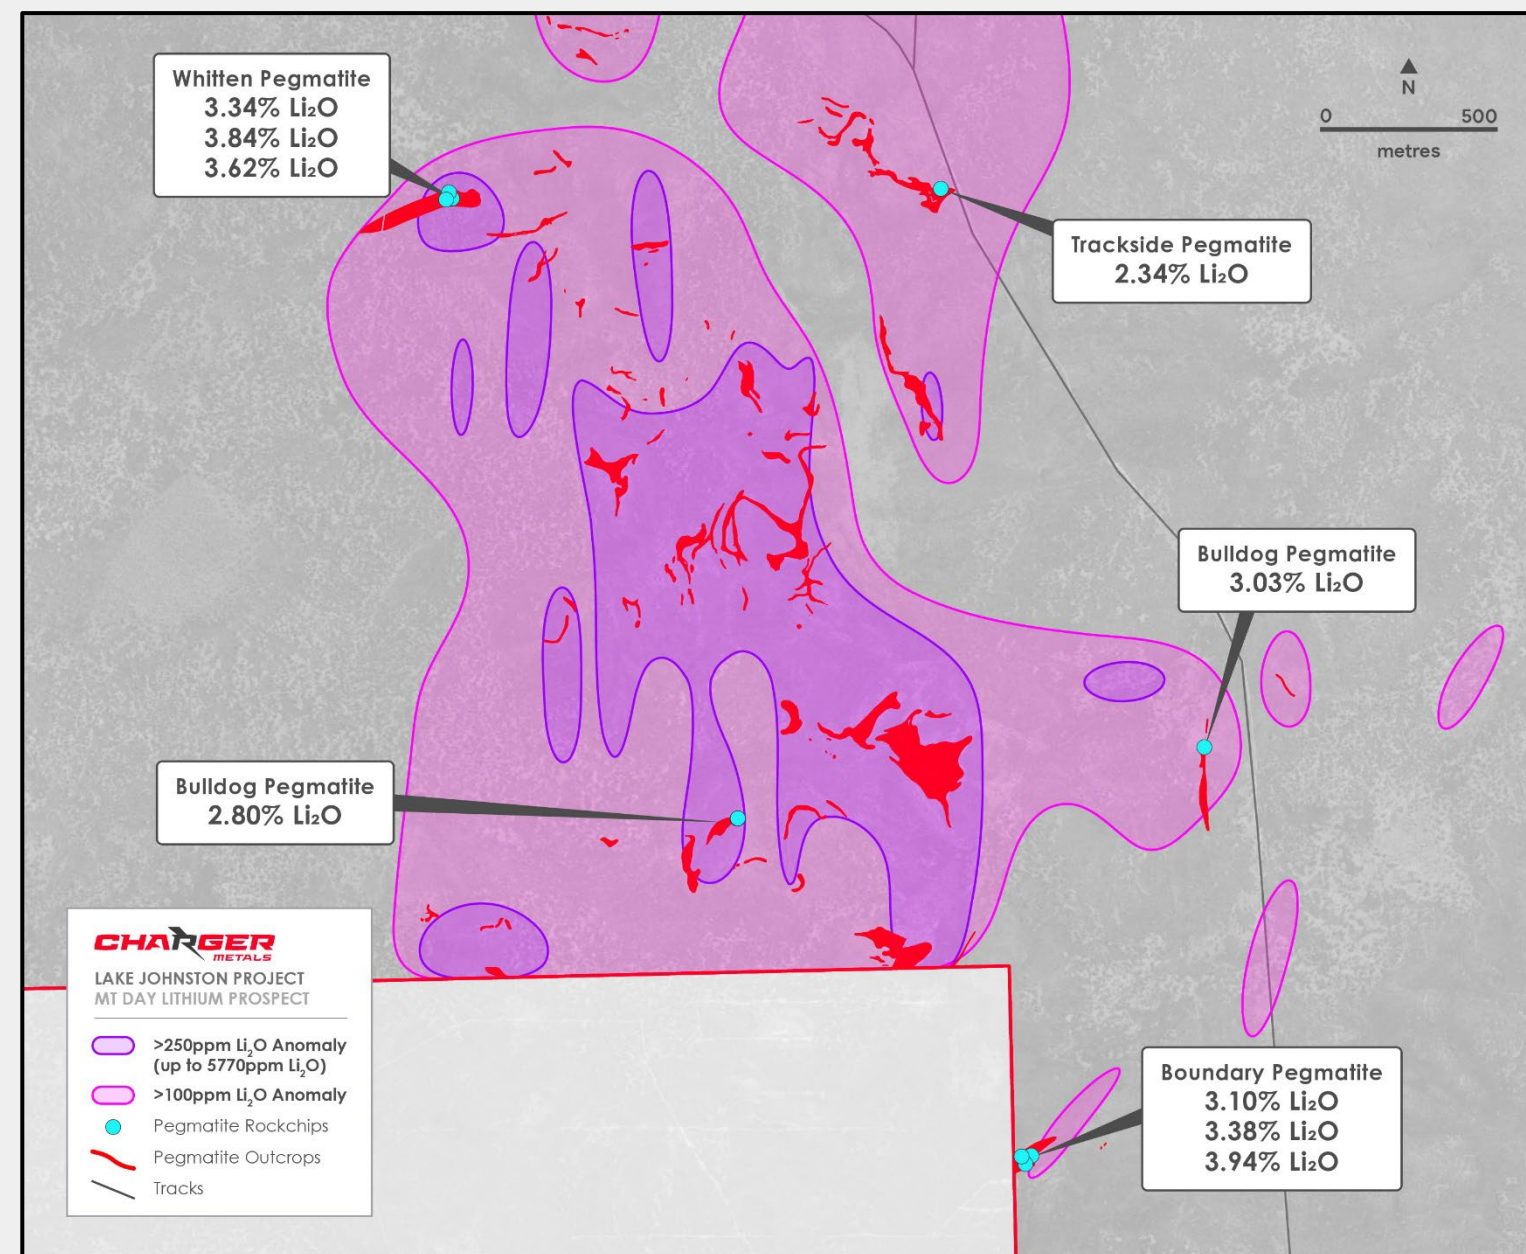 Whitten Pegmatite
3.34% Li₂O
3.84% Li₂O
3.62% Li₂O
N
0 500
metres
Trackside Pegmatite
2.34% Li₂O
Bulldog Pegmatite
3.03% Li₂O
Bulldog Pegmatite
2.80% Li₂O
CHARGER
METALS
LAKE JOHNSTON PROJECT
MT DAY LITHIUM PROSPECT
>250ppm Li₂O Anomaly
(up to 5770ppm Li₂O)
>100ppm Li₂O Anomaly
Pegmatite Rockchips
Pegmatite Outcrops
Tracks
Boundary Pegmatite
3.10% Li₂O
3.38% Li₂O
3.94% Li₂O